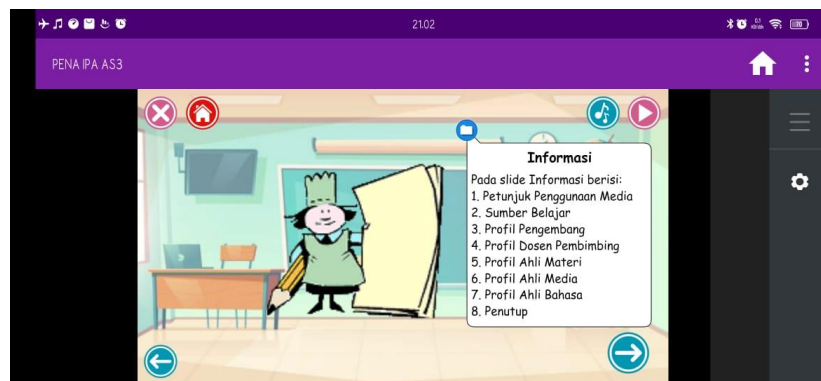 21.02
PENA IPA AS3
Informasi
Pada slide Informasi berisi:
1. Petunjuk Penggunaan Media
2. Sumber Belajar
3. Profil Pengembang
4. Profil Dosen Pembimbing
5. Profil Ahli Materi
6. Profil Ahli Media
7. Profil Ahli Bahasa
8. Penutup